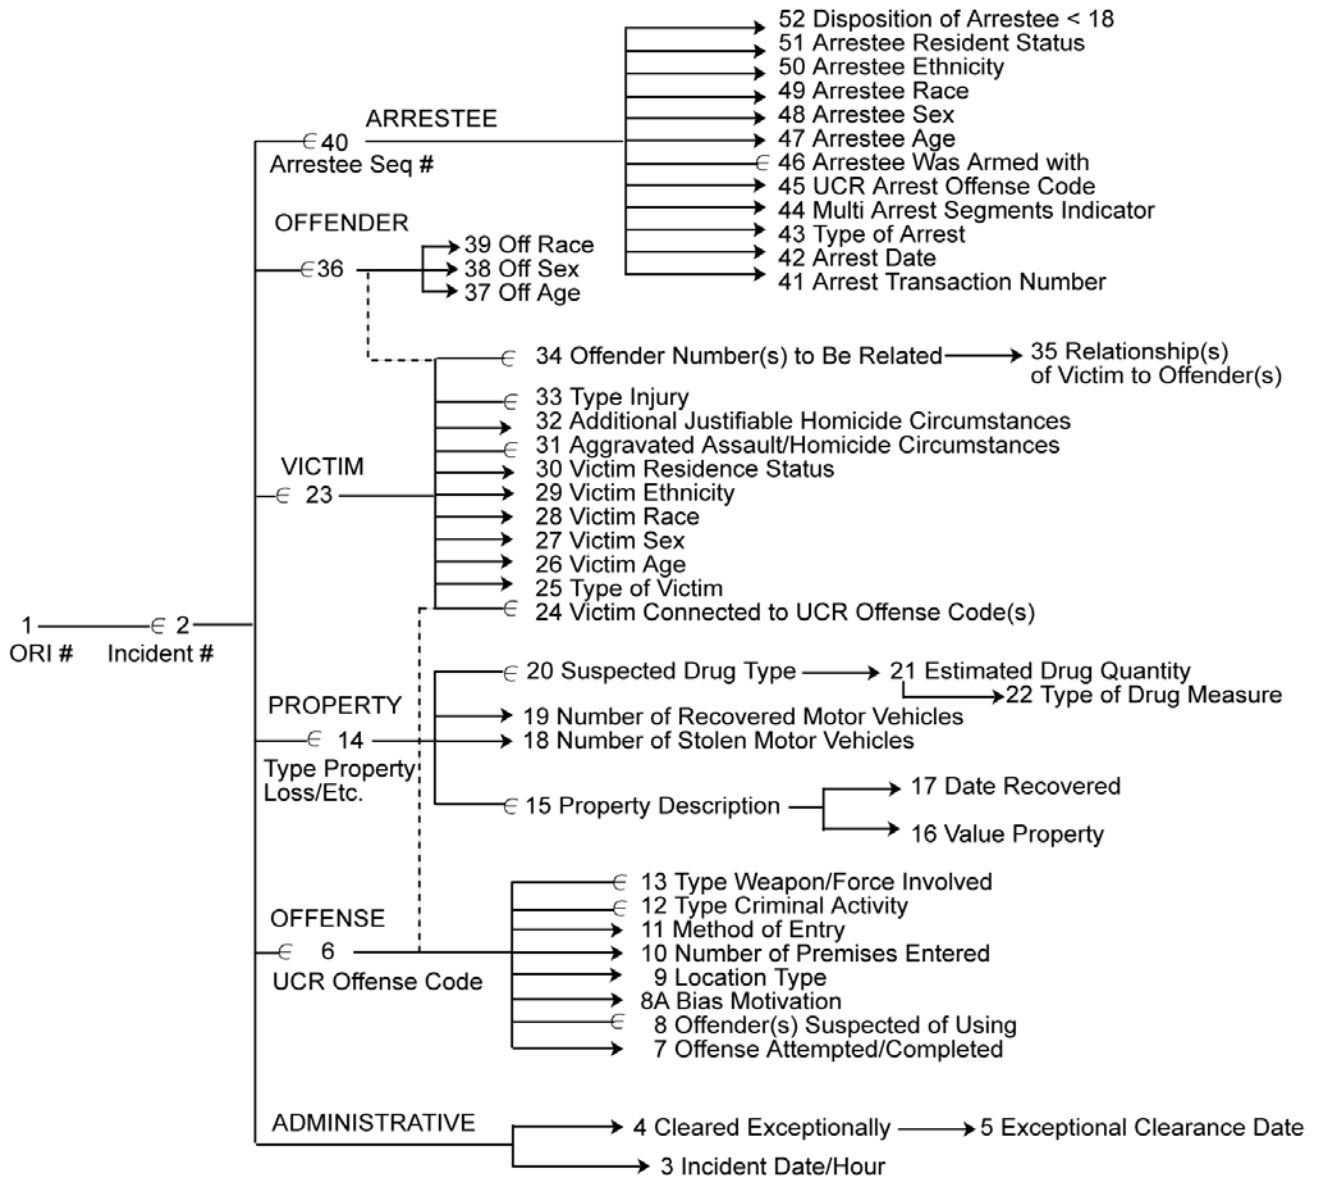 52 Disposition of Arrestee < 18
51 Arrestee Resident Status
50 Arrestee Ethnicity
49 Arrestee Race
48 Arrestee Sex
47 Arrestee Age
46 Arrestee Was Armed with
45 UCR Arrest Offense Code
44 Multi Arrest Segments Indicator
43 Type of Arrest
42 Arrest Date
41 Arrest Transaction Number
ARRESTEE
40
Arrestee Seq #
OFFENDER
36
39 Off Race
38 Off Sex
37 Off Age
34 Offender Number(s) to Be Related
35 Relationship(s)
of Victim to Offender(s)
33 Type Injury
32 Additional Justifiable Homicide Circumstances
31 Aggravated Assault/Homicide Circumstances
30 Victim Residence Status
29 Victim Ethnicity
28 Victim Race
27 Victim Sex
26 Victim Age
25 Type of Victim
24 Victim Connected to UCR Offense Code(s)
VICTIM
23
1
ORI #
2
Incident #
PROPERTY
14
Type Property
Loss/Etc.
20 Suspected Drug Type
21 Estimated Drug Quantity
22 Type of Drug Measure
19 Number of Recovered Motor Vehicles
18 Number of Stolen Motor Vehicles
15 Property Description
17 Date Recovered
16 Value Property
OFFENSE
6
UCR Offense Code
13 Type Weapon/Force Involved
12 Type Criminal Activity
11 Method of Entry
10 Number of Premises Entered
9 Location Type
8A Bias Motivation
8 Offender(s) Suspected of Using
7 Offense Attempted/Completed
ADMINISTRATIVE
4 Cleared Exceptionally
5 Exceptional Clearance Date
3 Incident Date/Hour